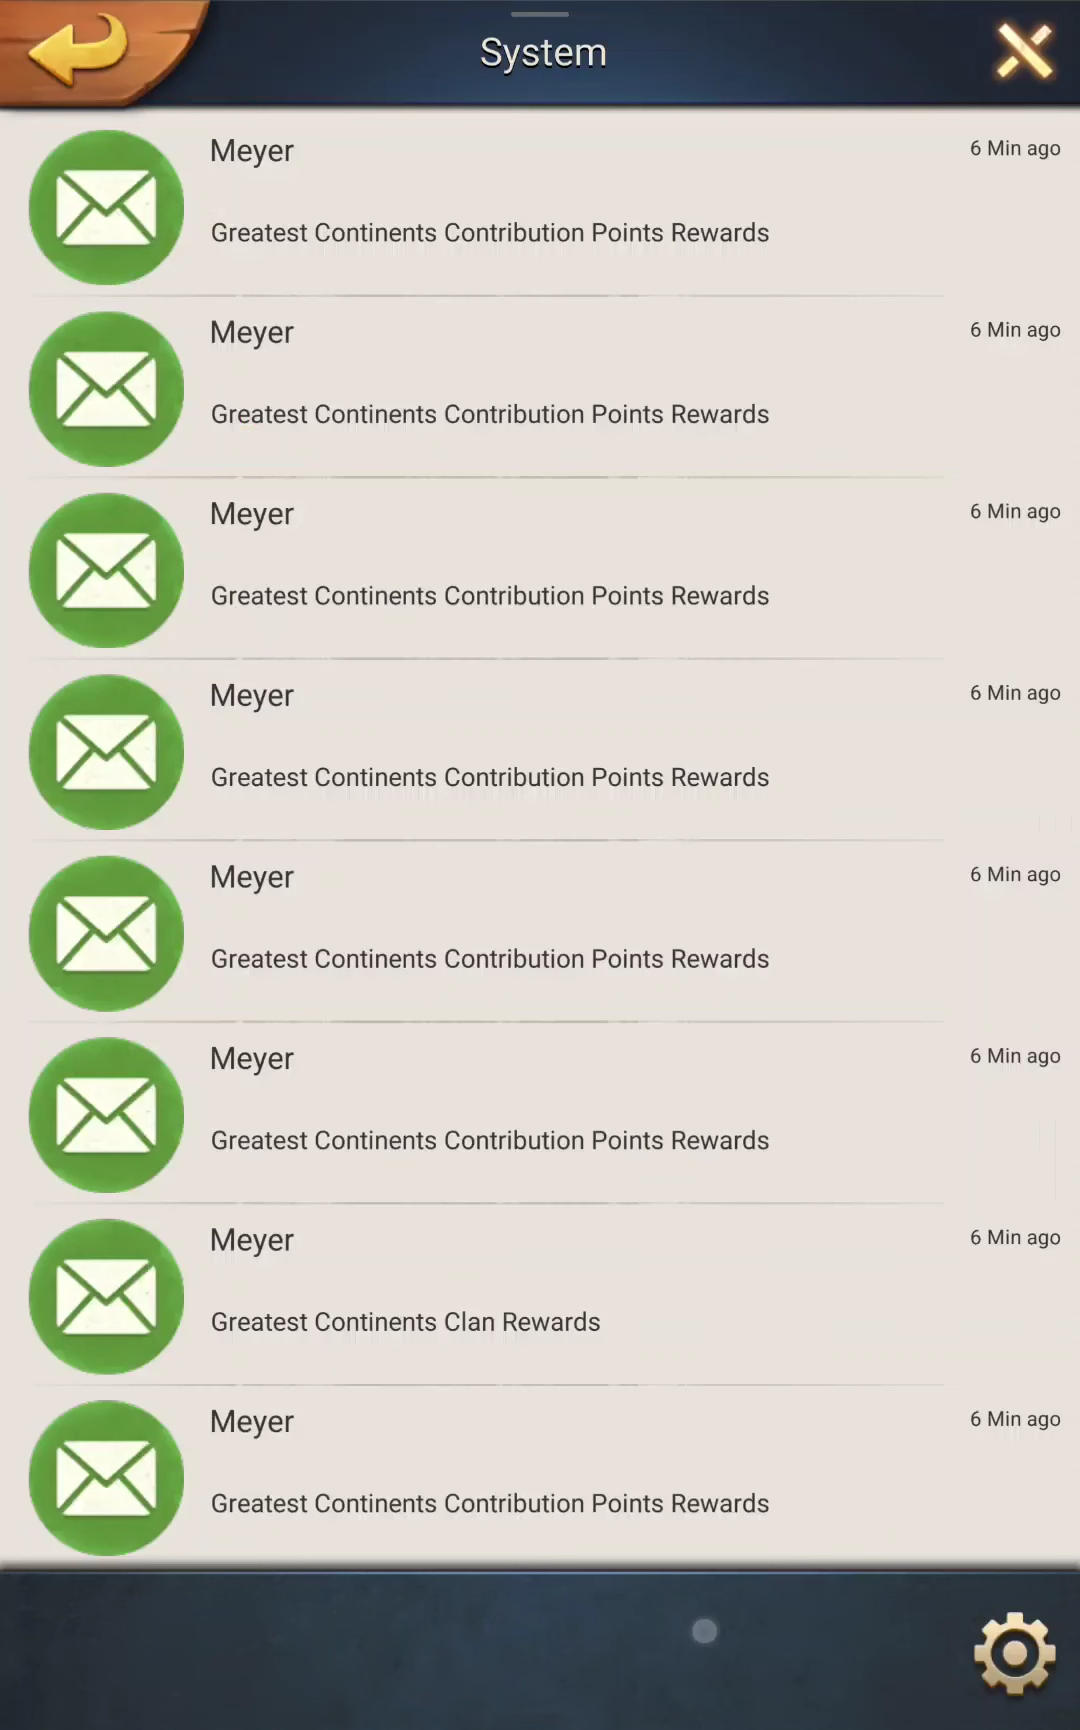 System
Meyer
6 Min ago
Greatest Continents Contribution Points Rewards
Meyer
6 Min ago
Greatest Continents Contribution Points Rewards
Meyer
6 Min ago
Greatest Continents Contribution Points Rewards
Meyer
6 Min ago
Greatest Continents Contribution Points Rewards
Meyer
6 Min ago
Greatest Continents Contribution Points Rewards
Meyer
6 Min ago
Greatest Continents Contribution Points Rewards
Meyer
6 Min ago
Greatest Continents Clan Rewards
Meyer
6 Min ago
Greatest Continents Contribution Points Rewards